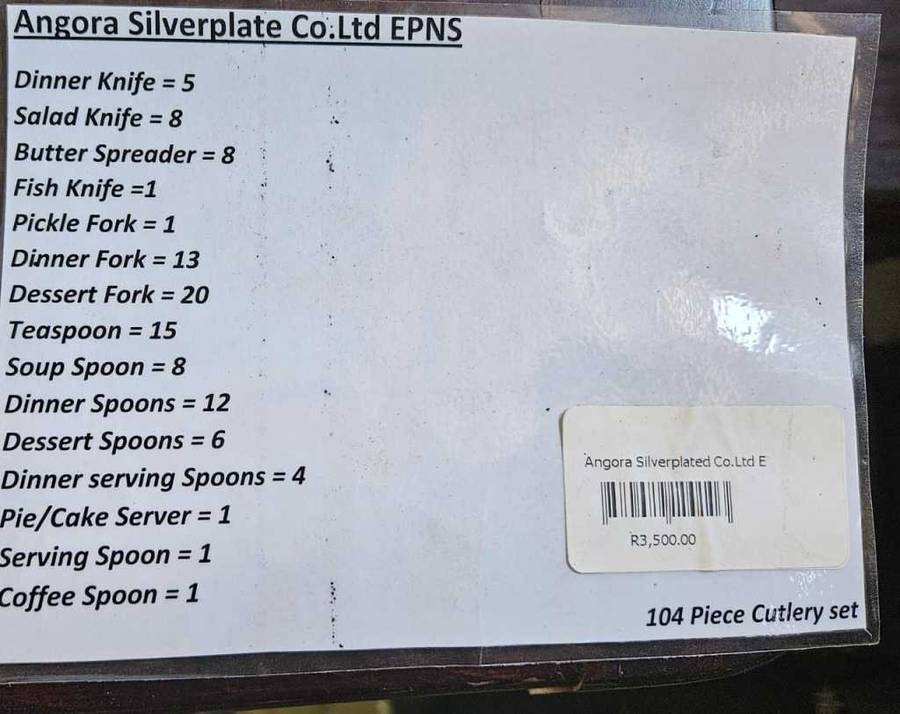 Angora Silverplate Co.Ltd EPNS
Dinner Knife = 5
Salad Knife = 8
Butter Spreader = 8
Fish Knife =1
Pickle Fork = 1
Dinner Fork = 13
Dessert Fork = 20
Teaspoon = 15
Soup Spoon = 8
Dinner Spoons = 12
Dessert Spoons = 6
Dinner serving Spoons = 4
Pie/Cake Server = 1
Serving Spoon = 1
Coffee Spoon = 1
Angora Silverplated Co.Ltd E
R3,500.00
104 Piece Cutlery set